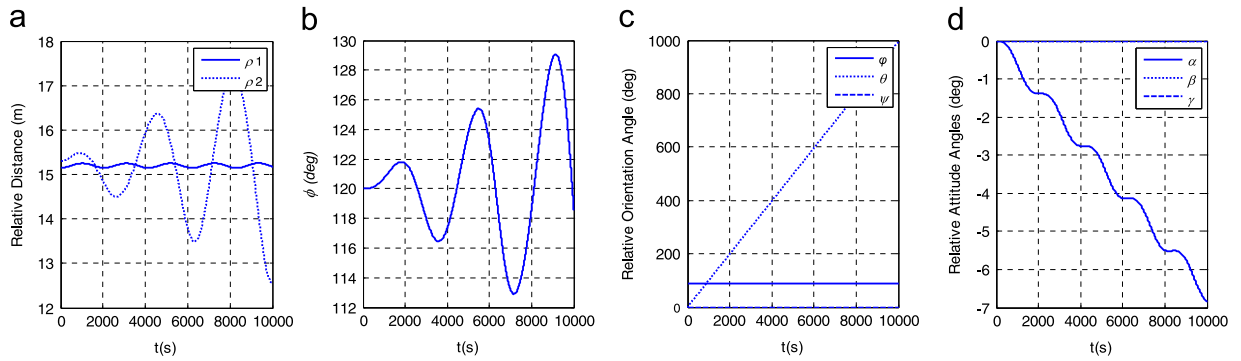 a
Relative Distance (m)
18
17
16
15
14
13
12
ρ 1
ρ 2
0 2000 4000 6000 8000 10000
t(s)
b
ϕ (deg)
130
128
126
124
122
120
118
116
114
112
0 2000 4000 6000 8000 10000
t(s)
c
Relative Orientation Angle (deg)
1000
800
600
400
200
0
φ
θ
ψ
0 2000 4000 6000 8000 10000
t(s)
d
Relative Attitude Angles (deg)
0
-1
-2
-3
-4
-5
-6
-7
α
β
γ
0 2000 4000 6000 8000 10000
t(s)